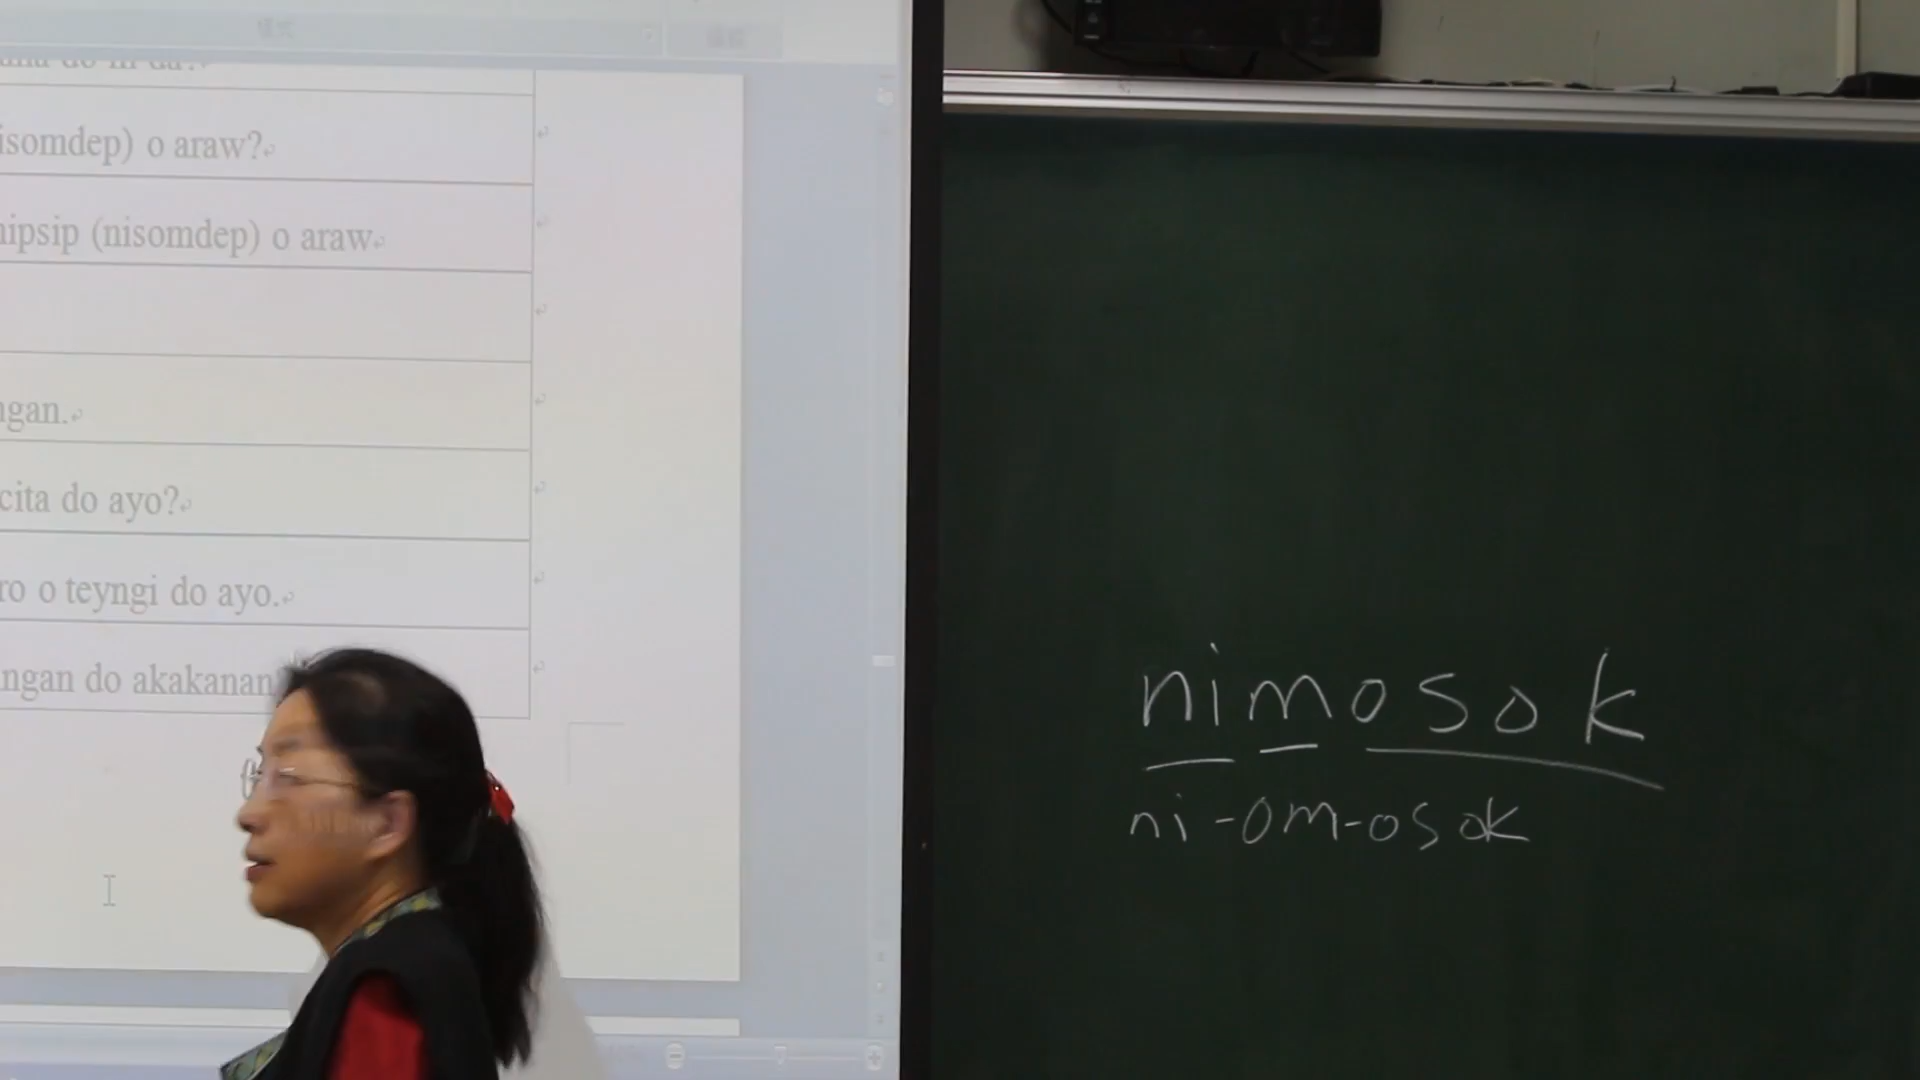 isomdep) o araw?
nipsip (nisomdep) o araw
ngan.
cita do ayo?
ro o teyngi do ayo.
ngan do akakanan
nimosok
ni-om-osok